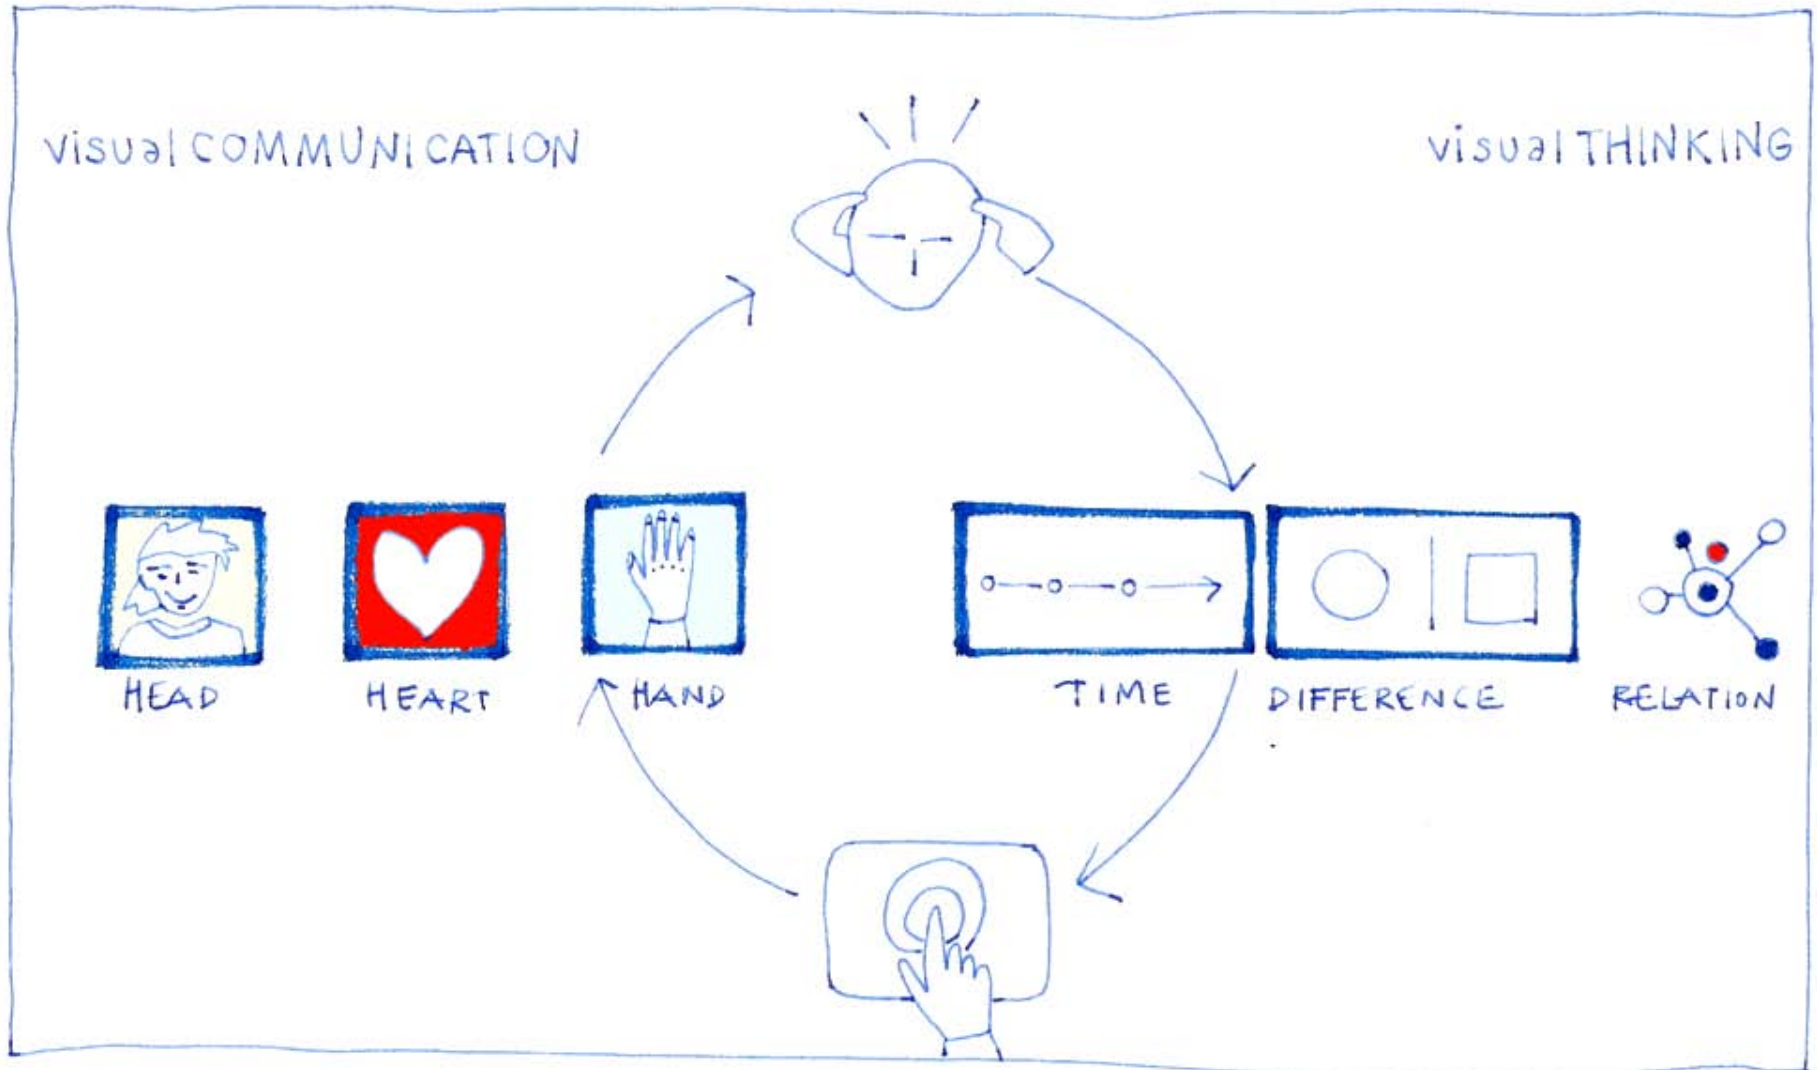 visual COMMUNICATION
visual THINKING
HEAD
HEART
HAND
TIME
DIFFERENCE
RELATION